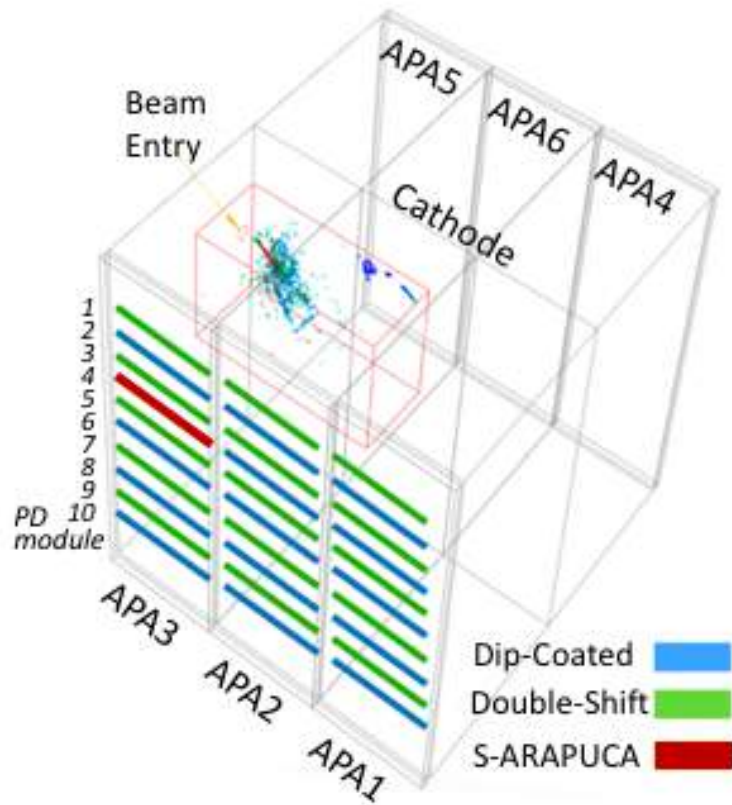 APA5
APA6
APA4
Beam
Entry
Cathode
1
2
3
4
5
6
7
8
9
PD 10
module
APA3
APA2
APA1
Dip-Coated
Double-Shift
S-ARAPUCA